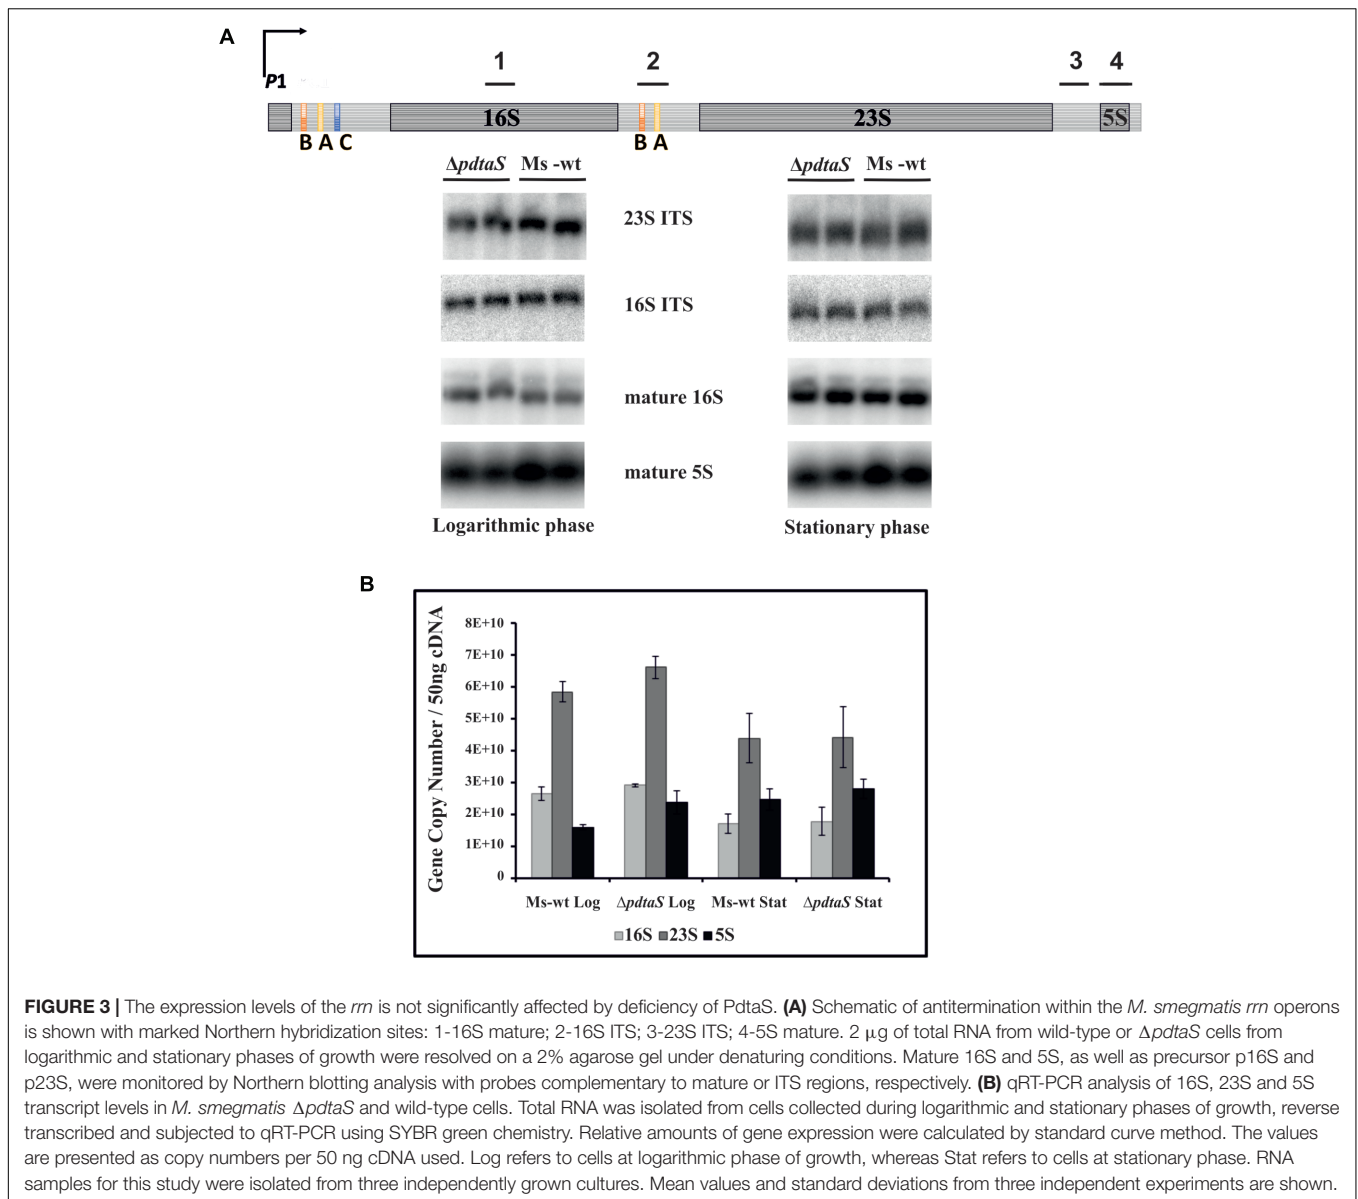 A
1 2 3 4
P1
16S 23S 5S
B A C B A
ΔpdtaS Ms -wt ΔpdtaS Ms -wt
23S ITS
16S ITS
mature 16S
mature 5S
Logarithmic phase Stationary phase
B
Gene Copy Number / 50ng cDNA
8E+10
7E+10
6E+10
5E+10
4E+10
3E+10
2E+10
1E+10
0
Ms-wt Log ΔpdtaS Log Ms-wt Stat ΔpdtaS Stat
16S 23S 5S
FIGURE 3 | The expression levels of the rrn is not significantly affected by deficiency of PdtaS. (A) Schematic of antitermination within the M. smegmatis rrn operons
is shown with marked Northern hybridization sites: 1-16S mature; 2-16S ITS; 3-23S ITS; 4-5S mature. 2 μg of total RNA from wild-type or ΔpdtaS cells from
logarithmic and stationary phases of growth were resolved on a 2% agarose gel under denaturing conditions. Mature 16S and 5S, as well as precursor p16S and
p23S, were monitored by Northern blotting analysis with probes complementary to mature or ITS regions, respectively. (B) qRT-PCR analysis of 16S, 23S and 5S
transcript levels in M. smegmatis ΔpdtaS and wild-type cells. Total RNA was isolated from cells collected during logarithmic and stationary phases of growth, reverse
transcribed and subjected to qRT-PCR using SYBR green chemistry. Relative amounts of gene expression were calculated by standard curve method. The values
are presented as copy numbers per 50 ng cDNA used. Log refers to cells at logarithmic phase of growth, whereas Stat refers to cells at stationary phase. RNA
samples for this study were isolated from three independently grown cultures. Mean values and standard deviations from three independent experiments are shown.